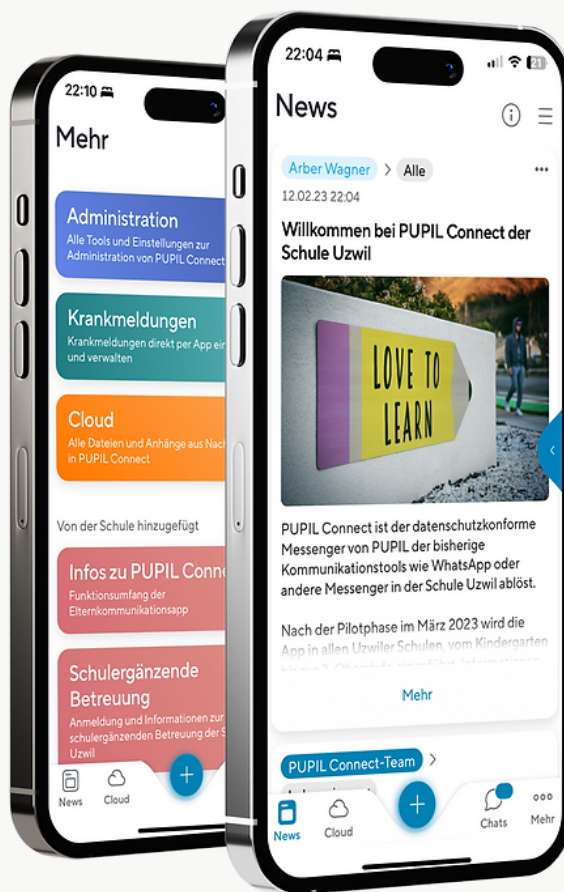 22:10
Mehr
Administration
Alle Tools und Einstellungen zur
Administration von PUPIL Connect
Krankmeldungen
Krankmeldungen direkt per App
und verwalten
Cloud
Alle Dateien und Anhänge aus
in PUPIL Connect
Von der Schule hinzugefügt
Infos zu PUPIL
Funktionsumfang der
Elternkommunikationsapp
Schulergänzende
Betreuung
Anmeldung und Informationen zur
schulergänzenden Betreuung der
Uzwil
News
Cloud
22:04
21
News
Arber Wagner > Alle
12.02.23 22:04
Willkommen bei PUPIL Connect der
Schule Uzwil
LOVE TO
LEARN
PUPIL Connect ist der datenschutzkonforme
Messenger von PUPIL der bisherige
Kommunikationstools wie WhatsApp oder
andere Messenger in der Schule Uzwil ablöst.
Nach der Pilotphase im März 2023 wird die
App in allen Uzwiler Schulen, vom Kindergarten
Mehr
PUPIL Connect-Team >
News
Cloud
Chats
Mehr